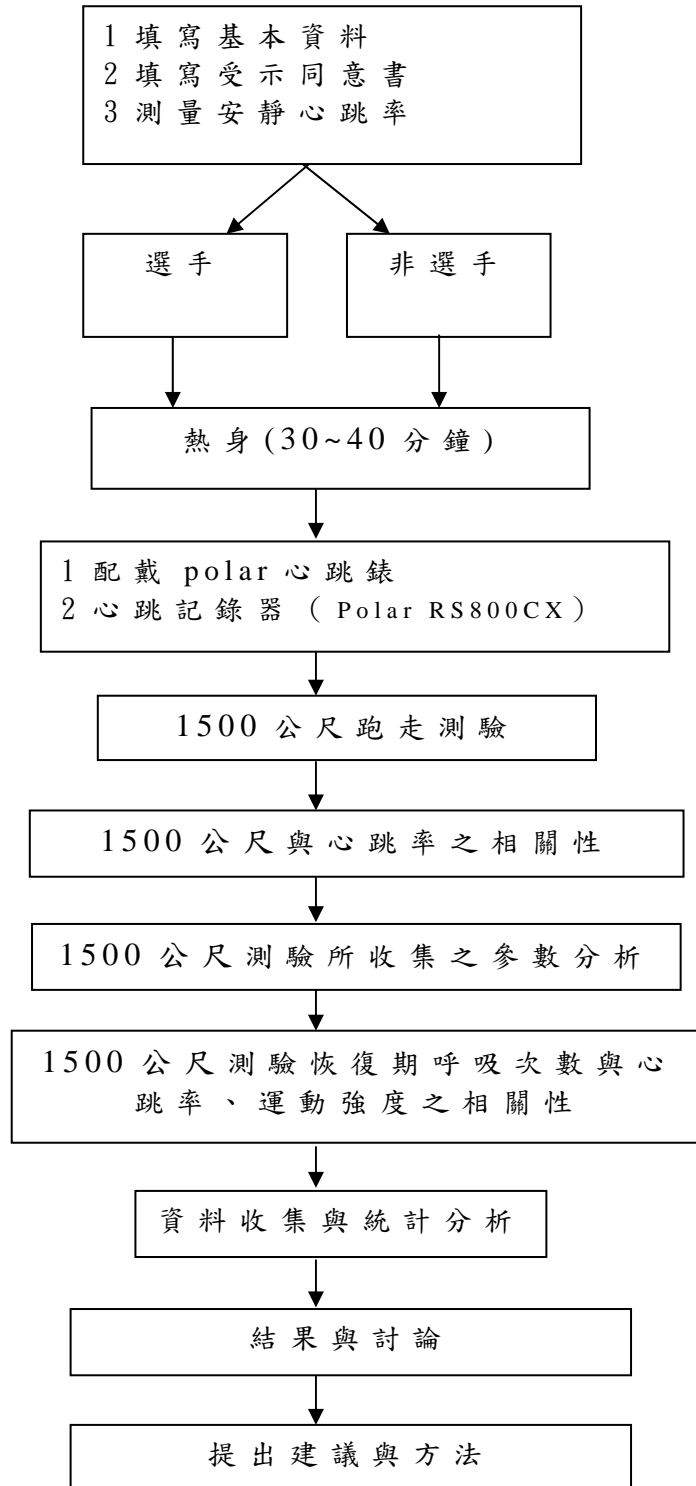 1 填寫基本資料
2 填寫受示同意書
3 測量安靜心跳率
選手
非選手
熱身(30~40 分鐘)
1 配戴 polar 心跳錶
2 心跳記錄器（ Polar RS800CX）
1500 公尺跑走測驗
1500 公尺與心跳率之相關性
1500 公尺測驗所收集之參數分析
1500 公尺測驗恢復期呼吸次數與心
跳率、運動強度之相關性
資料收集與統計分析
結果與討論
提出建議與方法